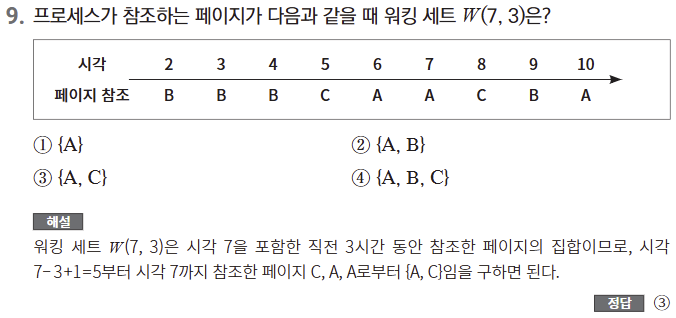 9. 프로세스가 참조하는 페이지가 다음과 같을 때 워킹 세트 W(7, 3)은?
시각 2 3 4 5 6 7 8 9 10
페이지 참조 B B B C A A C B A
① {A} ② {A, B}
③ {A, C} ④ {A, B, C}
해설
워킹 세트 W(7, 3)은 시각 7을 포함한 직전 3시간 동안 참조한 페이지의 집합이므로, 시각
7-3+1=5부터 시각 7까지 참조한 페이지 C, A, A로부터 {A, C}임을 구하면 된다.
정답 ③